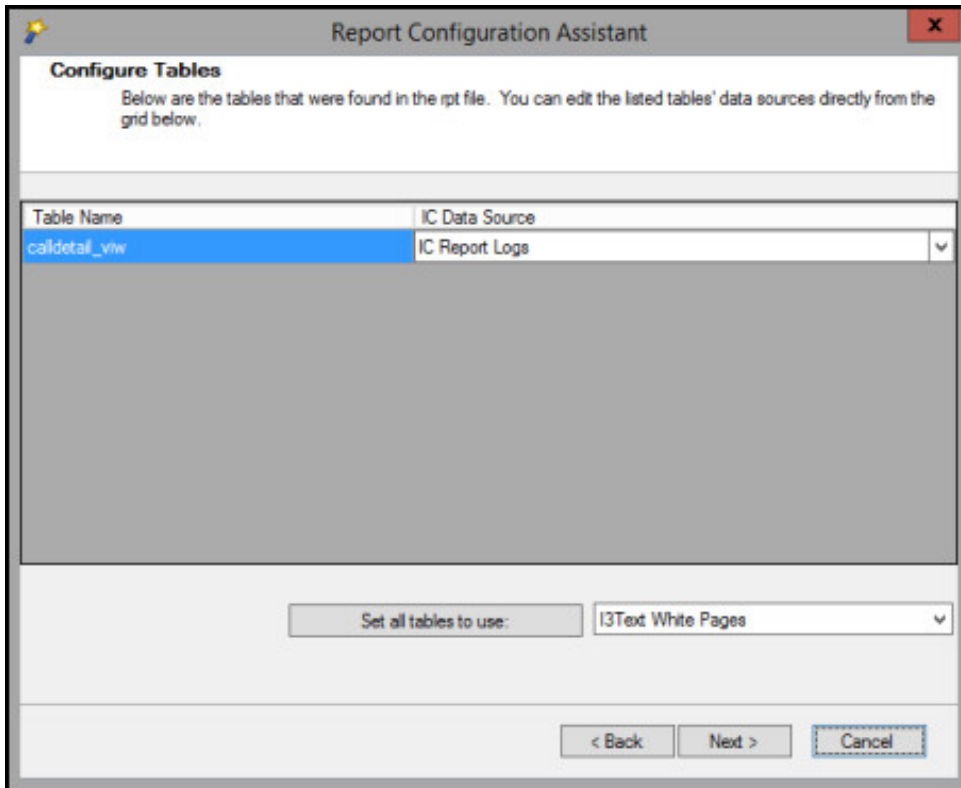 Report Configuration Assistant
x
Configure Tables
Below are the tables that were found in the rpt file. You can edit the listed tables' data sources directly from the
grid below.
Table Name IC Data Source
calldetail_viw IC Report Logs
Set all tables to use: I3Text White Pages
< Back Next > Cancel